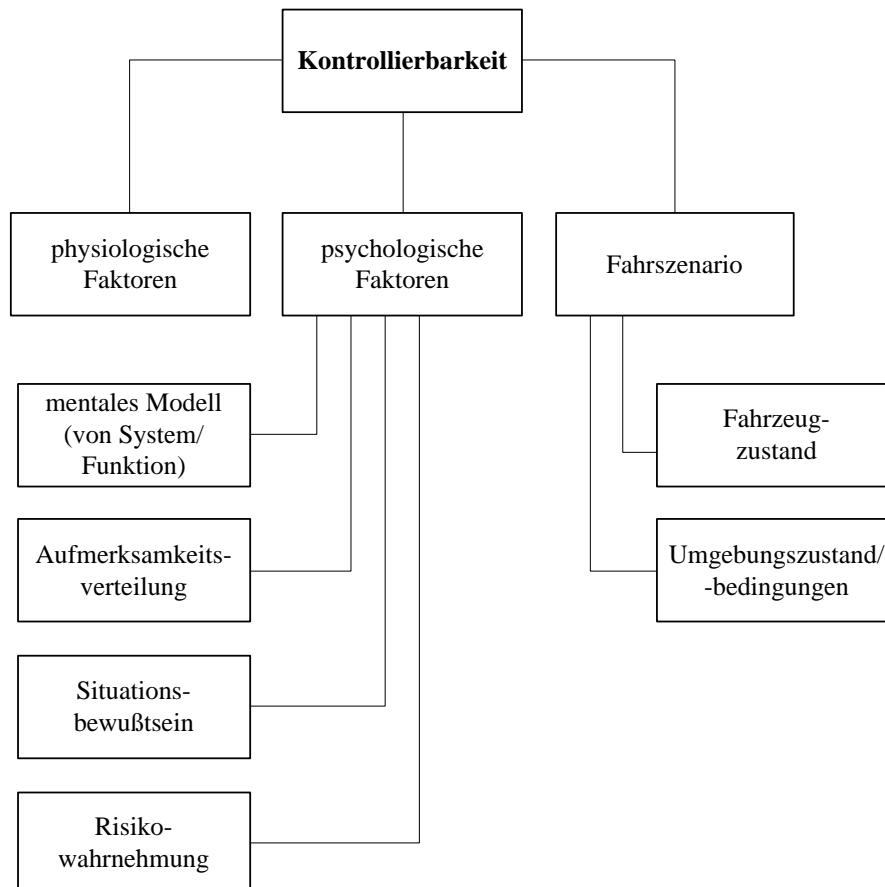 Kontrollierbarkeit
physiologische
Faktoren
psychologische
Faktoren
Fahrszenario
mentales Modell
(von System/
Funktion)
Fahrzeug-
zustand
Aufmerksamkeits-
verteilung
Umgebungszustand/
-bedingungen
Situations-
bewußtsein
Risiko-
wahrnehmung